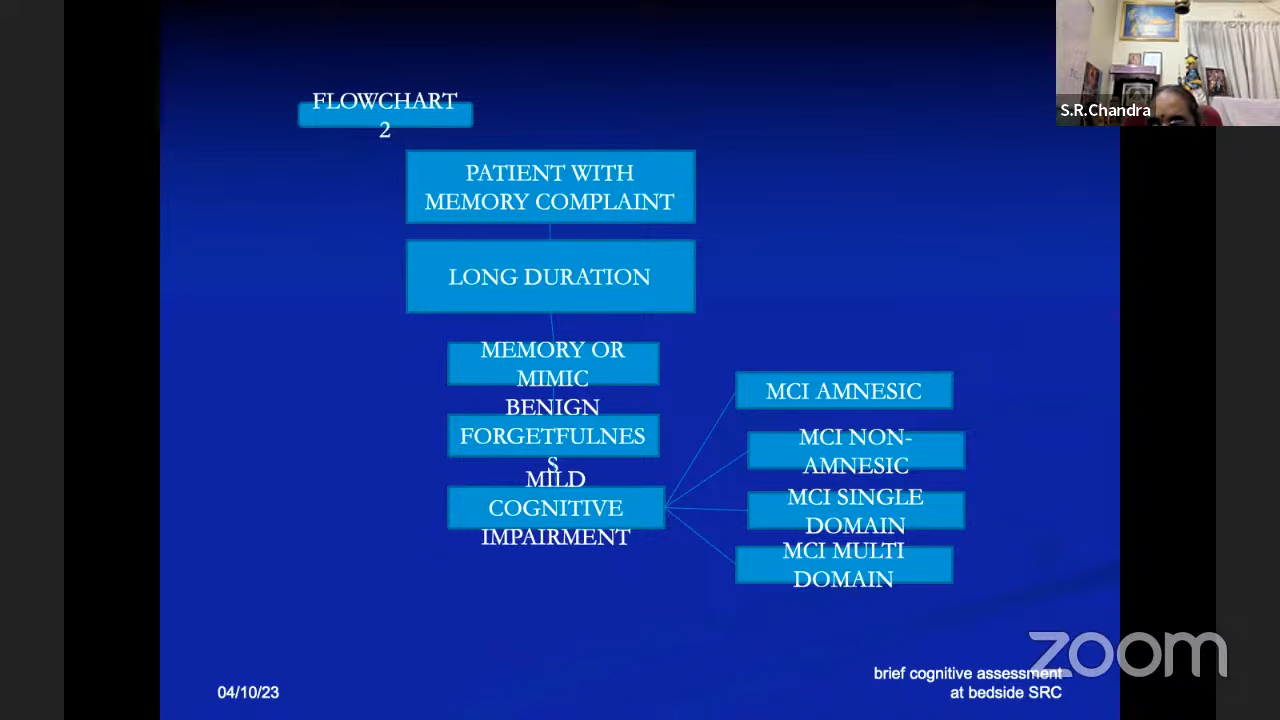 S.R.Chandra
FLOWCHART
2
PATIENT WITH
MEMORY COMPLAINT
LONG DURATION
MEMORY OR
MIMIC
BENIGN
FORGETFULNES
S
MILD
COGNITIVE
IMPAIRMENT
MCI AMNESIC
MCI NON-
AMNESIC
MCI SINGLE
DOMAIN
MCI MULTI
DOMAIN
04/10/23
brief cognitive assessment
at bedside SRC
zoom